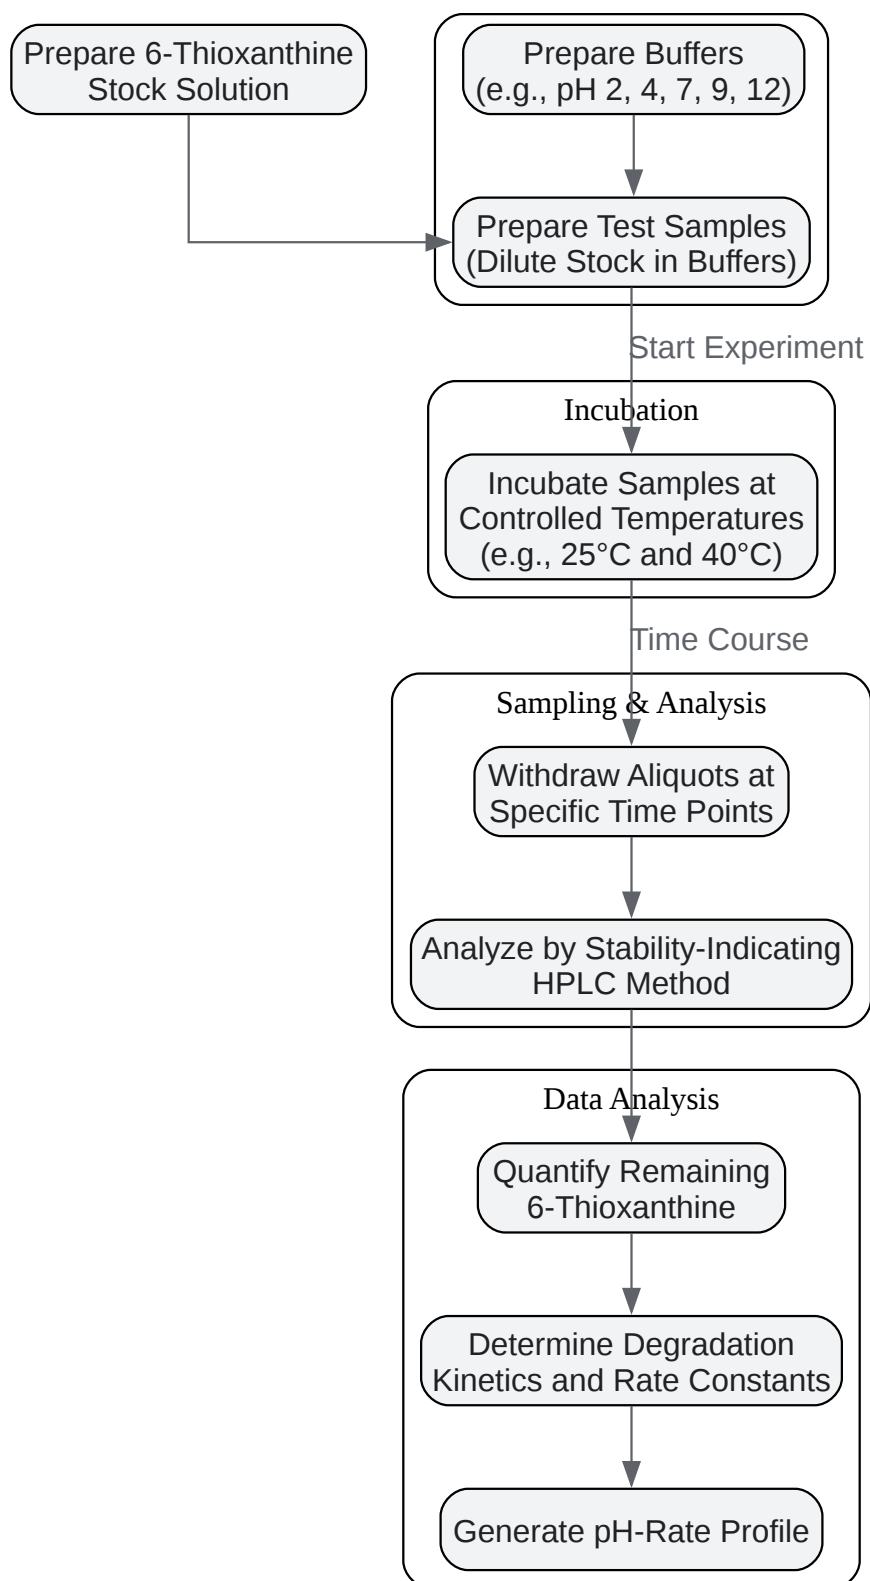 Prepare 6-Thioxanthine
Stock Solution
Prepare Buffers
(e.g., pH 2, 4, 7, 9, 12)
Prepare Test Samples
(Dilute Stock in Buffers)
Start Experiment
Incubation
Incubate Samples at
Controlled Temperatures
(e.g., 25°C and 40°C)
Time Course
Sampling & Analysis
Withdraw Aliquots at
Specific Time Points
Analyze by Stability-Indicating
HPLC Method
Data Analysis
Quantify Remaining
6-Thioxanthine
Determine Degradation
Kinetics and Rate Constants
Generate pH-Rate Profile